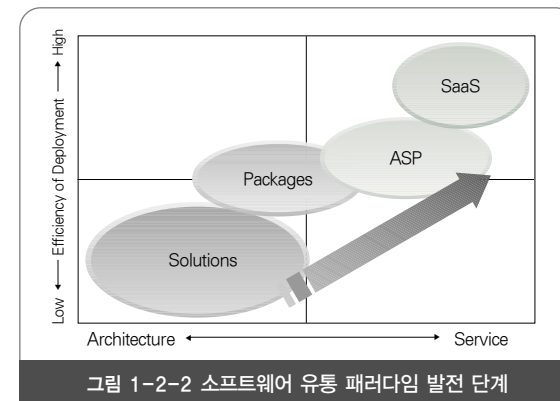 High
Efficiency of Deployment
Low
SaaS
ASP
Packages
Solutions
Architecture
Service
그림 1-2-2 소프트웨어 유통 패러다임 발전 단계